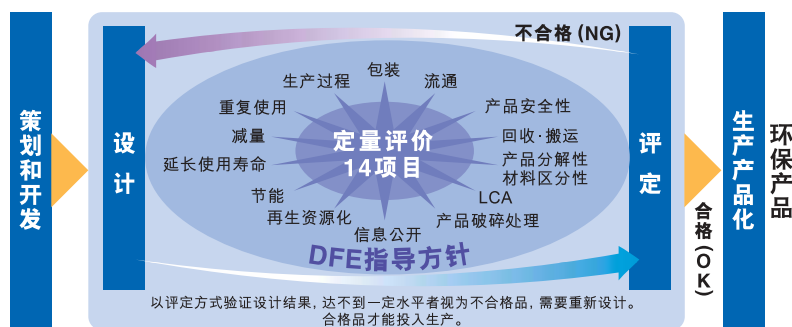 策划和开发
设计
不合格(NG)
包装
生产过程
流通
重复使用
产品安全性
减量
回收·搬运
定量评价
14项目
延长使用寿命
产品分解性
材料区分性
节能
LCA
再生资源化
产品破碎处理
信息公开
DFE指导方针
评定
合格(OK)
生产产品化
环保产品
以评定方式验证设计结果，达不到一定水平者视为不合格品，需要重新设计。
合格品才能投入生产。